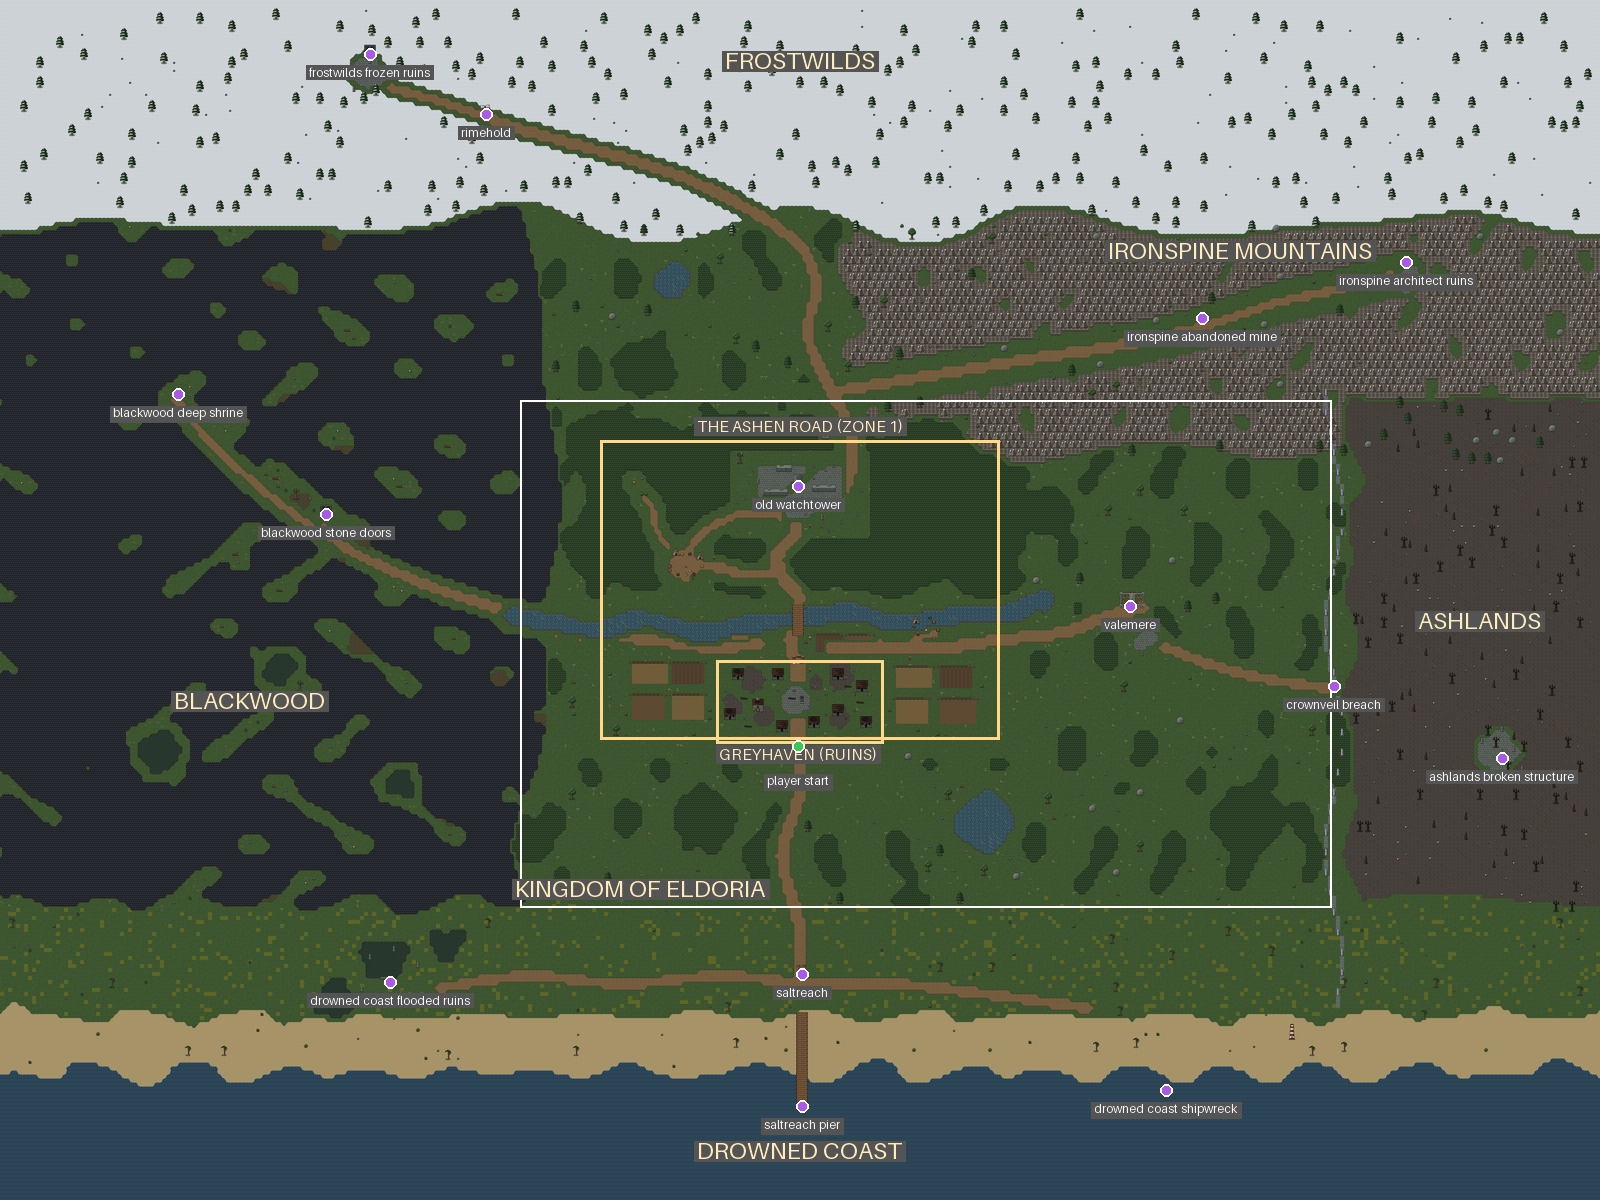 FROSTWILDS
frostwilds frozen ruins
rimehold
IRONSPINE MOUNTAINS
ironspine architect ruins
ironspine abandoned mine
blackwood deep shrine
THE ASHEN ROAD (ZONE 1)
old watchtower
blackwood stone doors
valemere
ASHLANDS
BLACKWOOD
crownveil breach
GREYHAVEN (RUINS)
player start
ashlands broken structure
KINGDOM OF ELDORIA
saltreach
drowned coast flooded ruins
drowned coast shipwreck
saltreach pier
DROWNED COAST